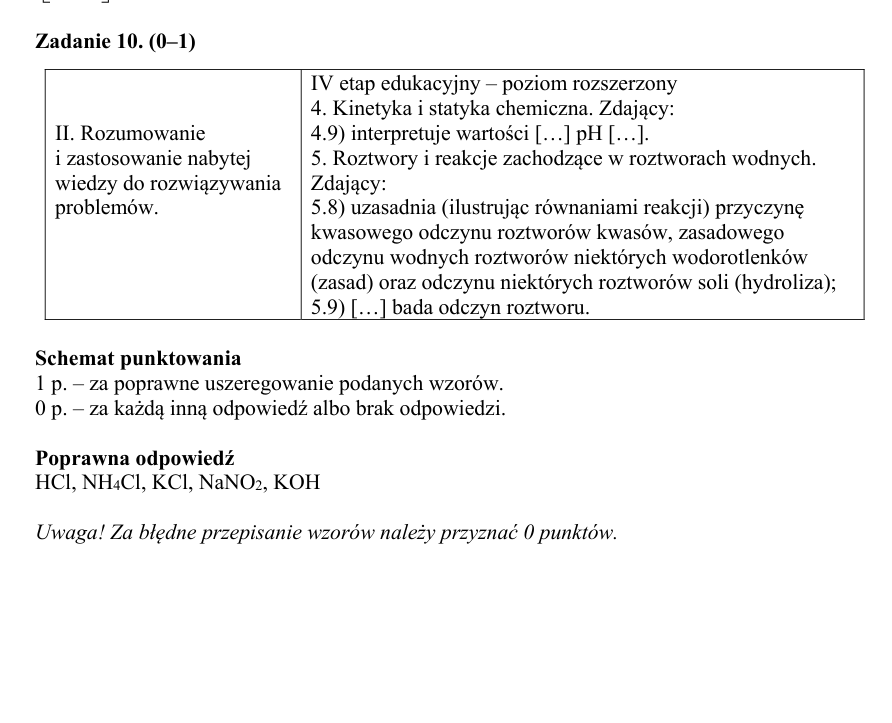 Zadanie 10. (0–1)
II. Rozumowanie
i zastosowanie nabytej
wiedzy do rozwiązywania
problemów.
IV etap edukacyjny – poziom rozszerzony
4. Kinetyka i statyka chemiczna. Zdający:
4.9) interpretuje wartości […] pH […].
5. Roztwory i reakcje zachodzące w roztworach wodnych.
Zdający:
5.8) uzasadnia (ilustrując równaniami reakcji) przyczynę
kwasowego odczynu roztworów kwasów, zasadowego
odczynu wodnych roztworów niektórych wodorotlenków
(zasad) oraz odczynu niektórych roztworów soli (hydroliza);
5.9) […] bada odczyn roztworu.
Schemat punktowania
1 p. – za poprawne uszeregowanie podanych wzorów.
0 p. – za każdą inną odpowiedź albo brak odpowiedzi.
Poprawna odpowiedź
HCl, NH₄Cl, KCl, NaNO₂, KOH
Uwaga! Za błędne przepisanie wzorów należy przyznać 0 punktów.